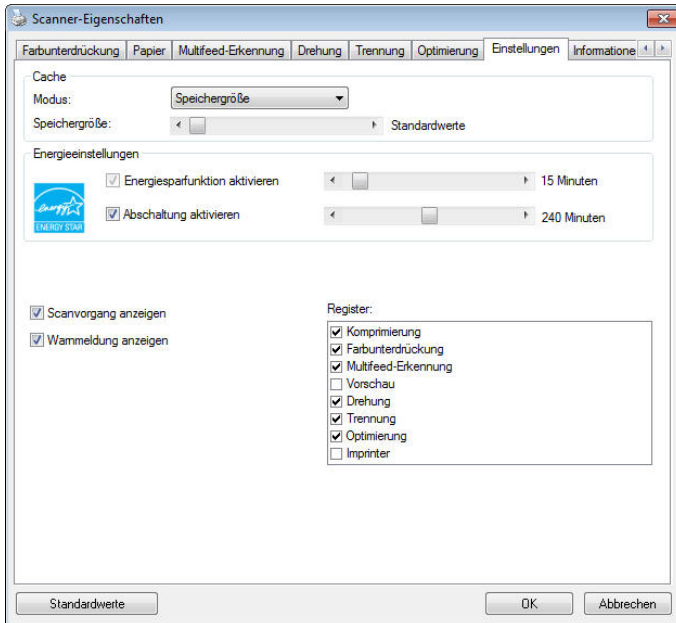 Scanner-Eigenschaften
Farbunterdrückung Papier Multifeed-Erkennung Drehung Trennung Optimierung Einstellungen Informatione
Cache
Modus: Speichergröße
Speichergröße: Standardwerte
Energieeinstellungen
Energiesparfunktion aktivieren 15 Minuten
Abschaltung aktivieren 240 Minuten
energy
ENERGY STAR
Scanvorgang anzeigen
Warnmeldung anzeigen
Register:
Komprimierung
Farbunterdrückung
Multifeed-Erkennung
Vorschau
Drehung
Trennung
Optimierung
Imprinter
Standardwerte OK Abbrechen